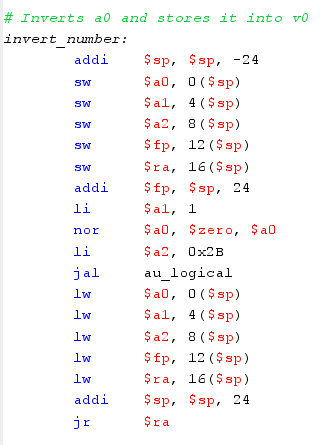 # Inverts a0 and stores it into v0
invert_number:
addi $sp, $sp, -24
sw $a0, 0($sp)
sw $a1, 4($sp)
sw $a2, 8($sp)
sw $fp, 12($sp)
sw $ra, 16($sp)
addi $fp, $sp, 24
li $a1, 1
nor $a0, $zero, $a0
li $a2, 0x2B
jal au_logical
lw $a0, 0($sp)
lw $a1, 4($sp)
lw $a2, 8($sp)
lw $fp, 12($sp)
lw $ra, 16($sp)
addi $sp, $sp, 24
jr $ra